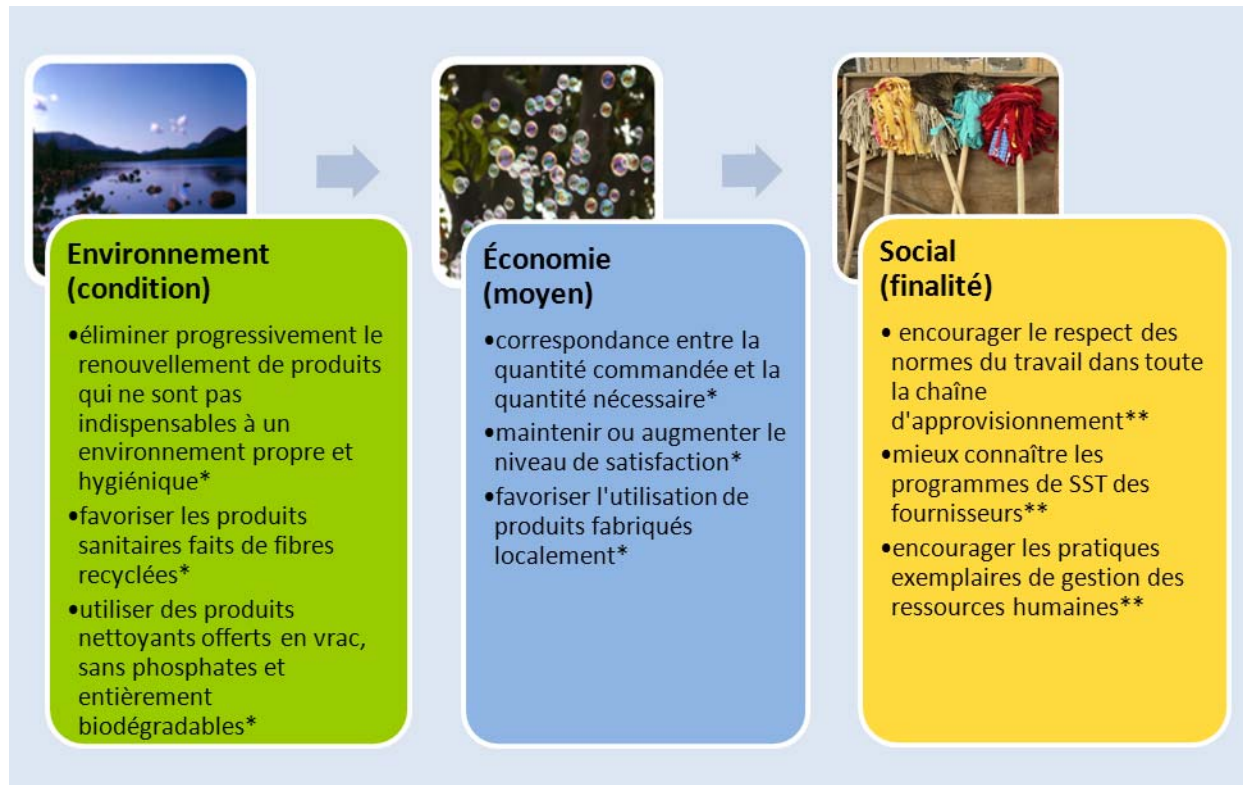 Environnement
(condition)
•éliminer progressivement le
renouvellement de produits
qui ne sont pas
indispensables à un
environnement propre et
hygiénique*
•favoriser les produits
sanitaires faits de fibres
recyclées*
•utiliser des produits
nettoyants offerts en vrac,
sans phosphates et
entièrement
biodégradables*
Économie
(moyen)
•correspondance entre la
quantité commandée et la
quantité nécessaire*
•maintenir ou augmenter le
niveau de satisfaction*
•favoriser l'utilisation de
produits fabriqués
localement*
Social
(finalité)
• encourager le respect des
normes du travail dans toute
la chaîne
d'approvisionnement**
•mieux connaître les
programmes de SST des
fournisseurs**
•encourager les pratiques
exemplaires de gestion des
ressources humaines**